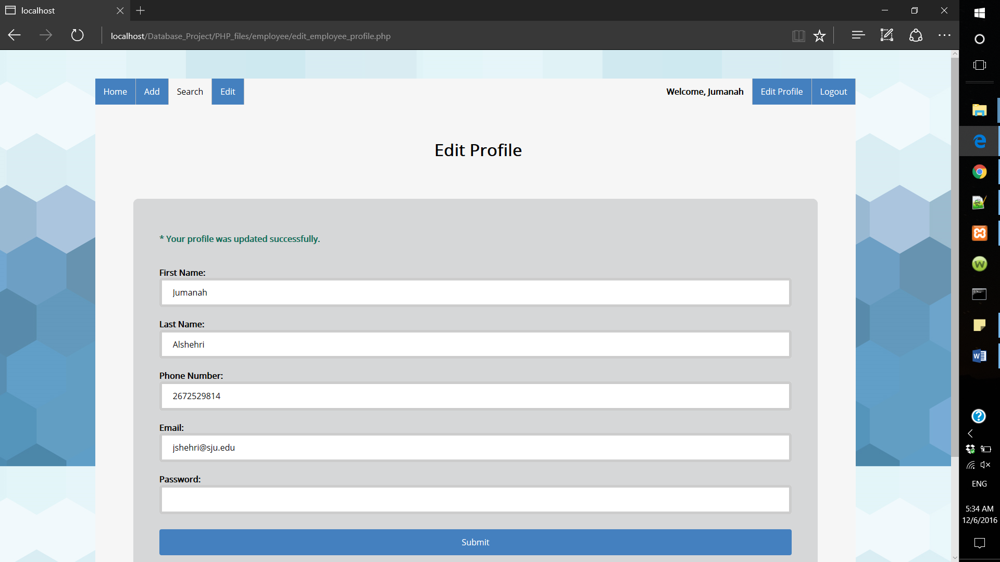 localhost
localhost/Database_Project/PHP_files/employee/edit_employee_profile.php
Home Add Search Edit Welcome, Jumanah Edit Profile Logout
Edit Profile
* Your profile was updated successfully.
First Name:
Jumanah
Last Name:
Alshehri
Phone Number:
2672529814
Email:
jshehri@sju.edu
Password:
Submit
ENG
5:34 AM
12/6/2016